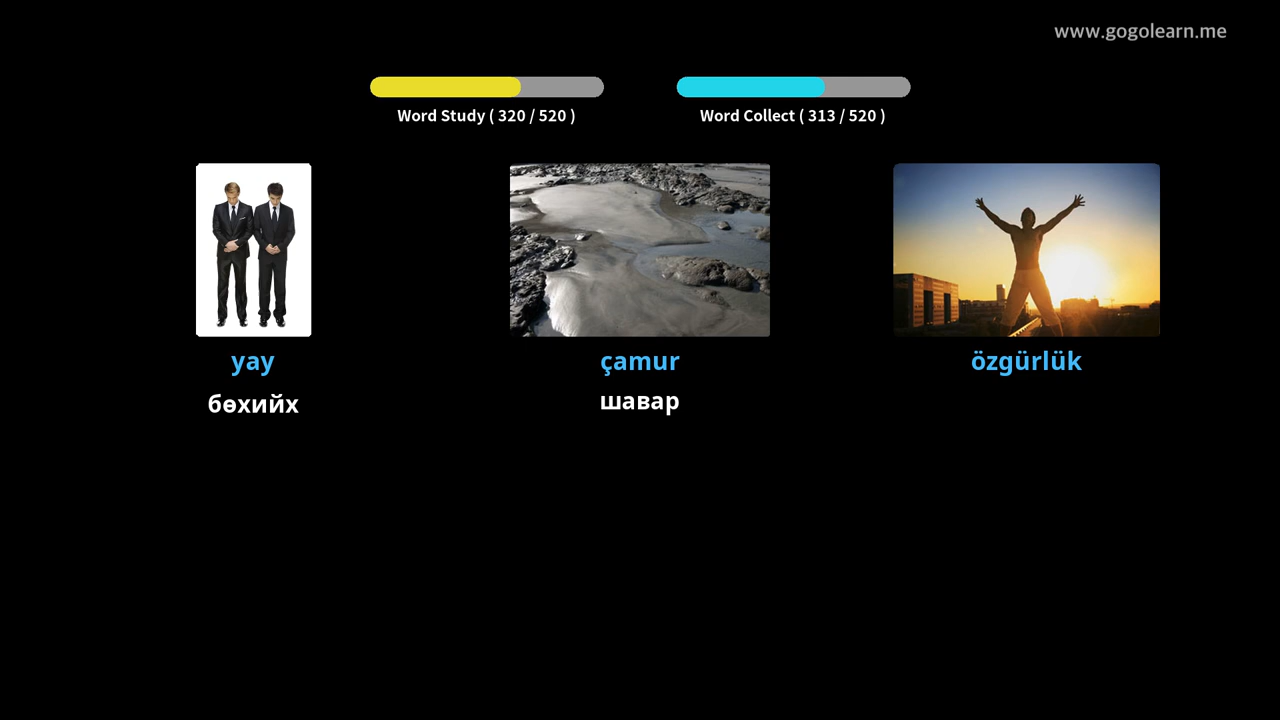 www.gogolearn.me
Word Study ( 320 / 520 )
Word Collect ( 313 / 520 )
yay
çamur
özgürlük
бөхийх
шавар